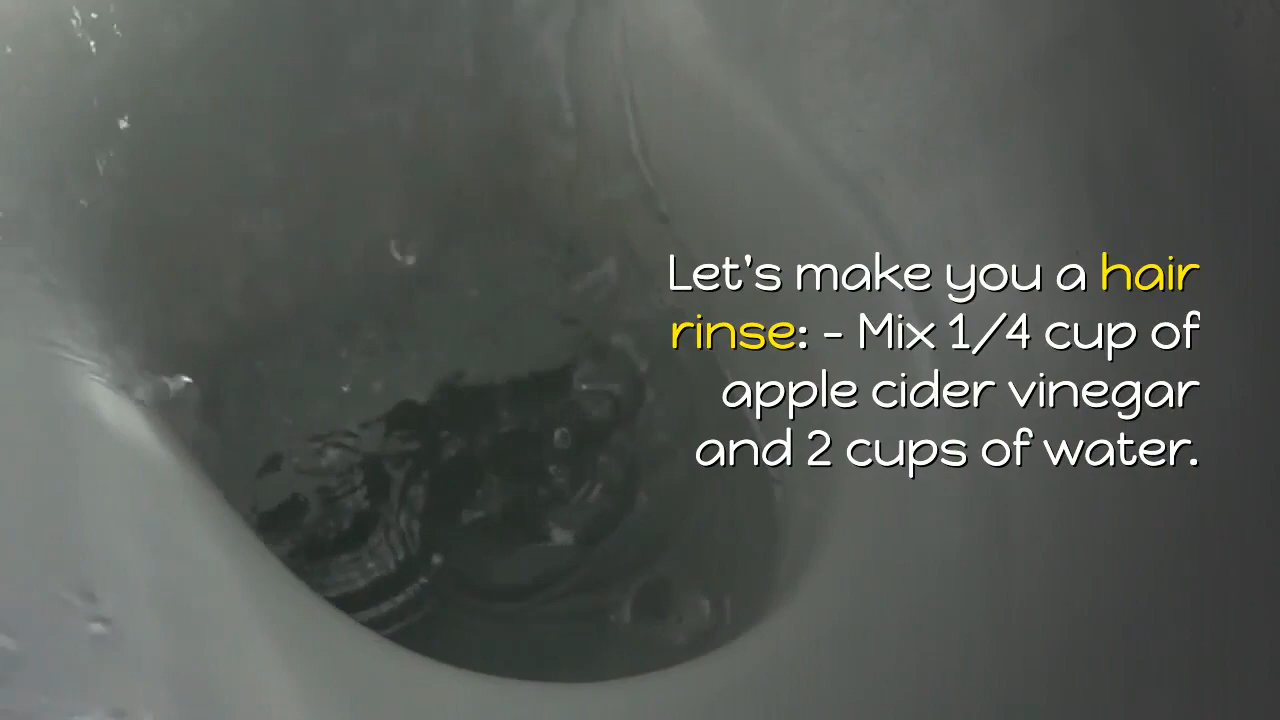 Let's make you a hair
rinse: - Mix 1/4 cup of
apple cider vinegar
and 2 cups of water.